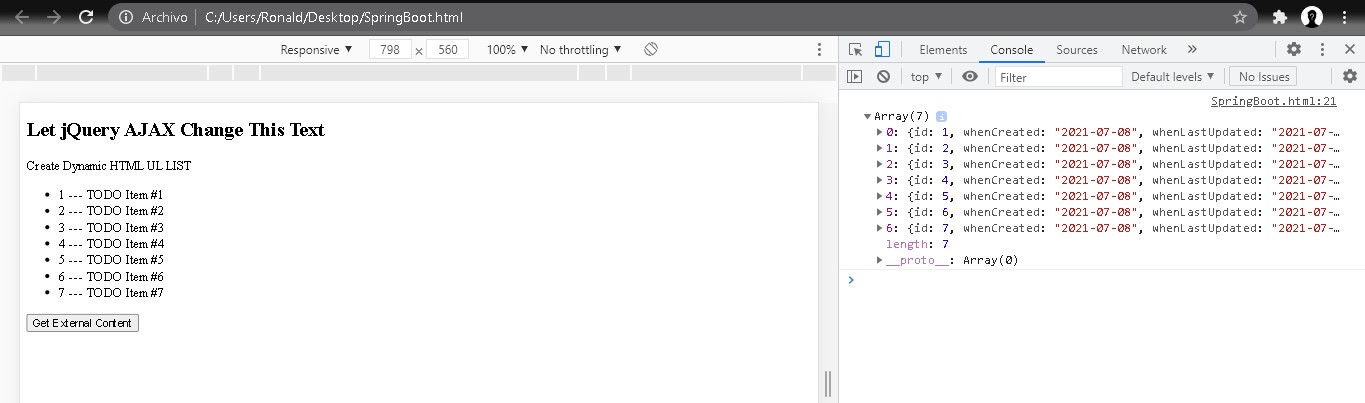 Archivo | C:/Users/Ronald/Desktop/SpringBoot.html
Responsive ▼ 798 × 560 100% ▼ No throttling ▼
Let jQuery AJAX Change This Text
Create Dynamic HTML UL LIST
• 1 --- TODO Item #1
• 2 --- TODO Item #2
• 3 --- TODO Item #3
• 4 --- TODO Item #4
• 5 --- TODO Item #5
• 6 --- TODO Item #6
• 7 --- TODO Item #7
Get External Content
Elements Console Sources Network »
top ▼ Filter Default levels ▼ No Issues
SpringBoot.html:21
▼Array(7) i
▶0: {id: 1, whenCreated: "2021-07-08", whenLastUpdated: "2021-07-…
▶1: {id: 2, whenCreated: "2021-07-08", whenLastUpdated: "2021-07-…
▶2: {id: 3, whenCreated: "2021-07-08", whenLastUpdated: "2021-07-…
▶3: {id: 4, whenCreated: "2021-07-08", whenLastUpdated: "2021-07-…
▶4: {id: 5, whenCreated: "2021-07-08", whenLastUpdated: "2021-07-…
▶5: {id: 6, whenCreated: "2021-07-08", whenLastUpdated: "2021-07-…
▶6: {id: 7, whenCreated: "2021-07-08", whenLastUpdated: "2021-07-…
length: 7
▶__proto__: Array(0)